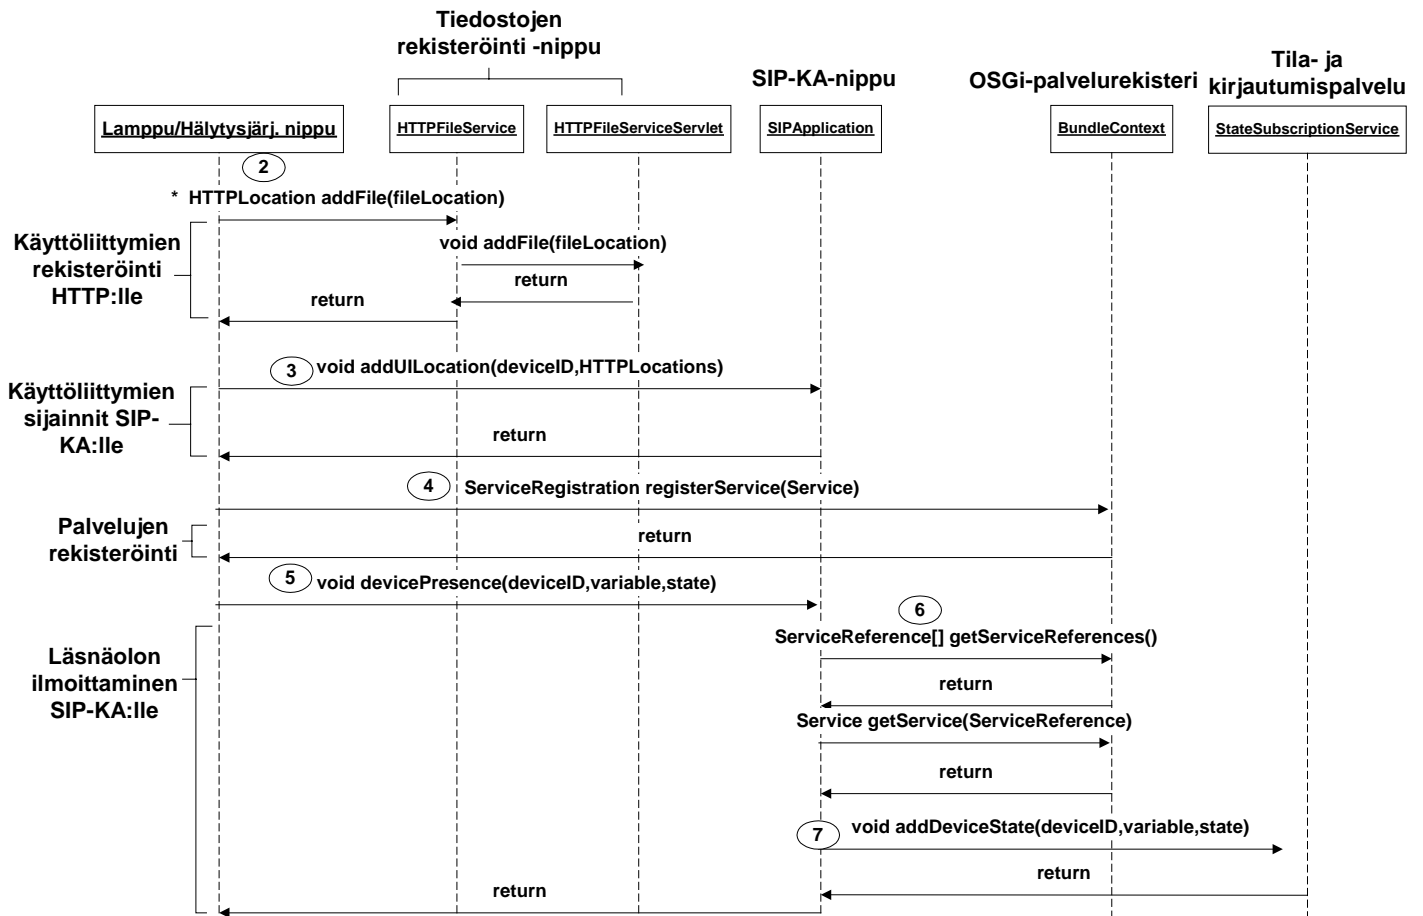 Tiedostojen
rekisteröinti -nippu
SIP-KA-nippu
OSGi-palvelurekisteri
Tila- ja
kirjautumispalvelu
Lamppu/Hälytysjärj. nippu
HTTPFileService
HTTPFileServiceServlet
SIPApplication
BundleContext
StateSubscriptionService
2
* HTTPLocation addFile(fileLocation)
Käyttöliittymien
rekisteröinti
HTTP:lle
void addFile(fileLocation)
return
return
3
void addUILocation(deviceID,HTTPLocations)
Käyttöliittymien
sijainnit SIP-
KA:lle
return
4
ServiceRegistration registerService(Service)
Palvelujen
rekisteröinti
return
5
void devicePresence(deviceID,variable,state)
6
ServiceReference[] getServiceReferences()
Läsnäolon
ilmoittaminen
SIP-KA:lle
return
Service getService(ServiceReference)
return
7
void addDeviceState(deviceID,variable,state)
return
return